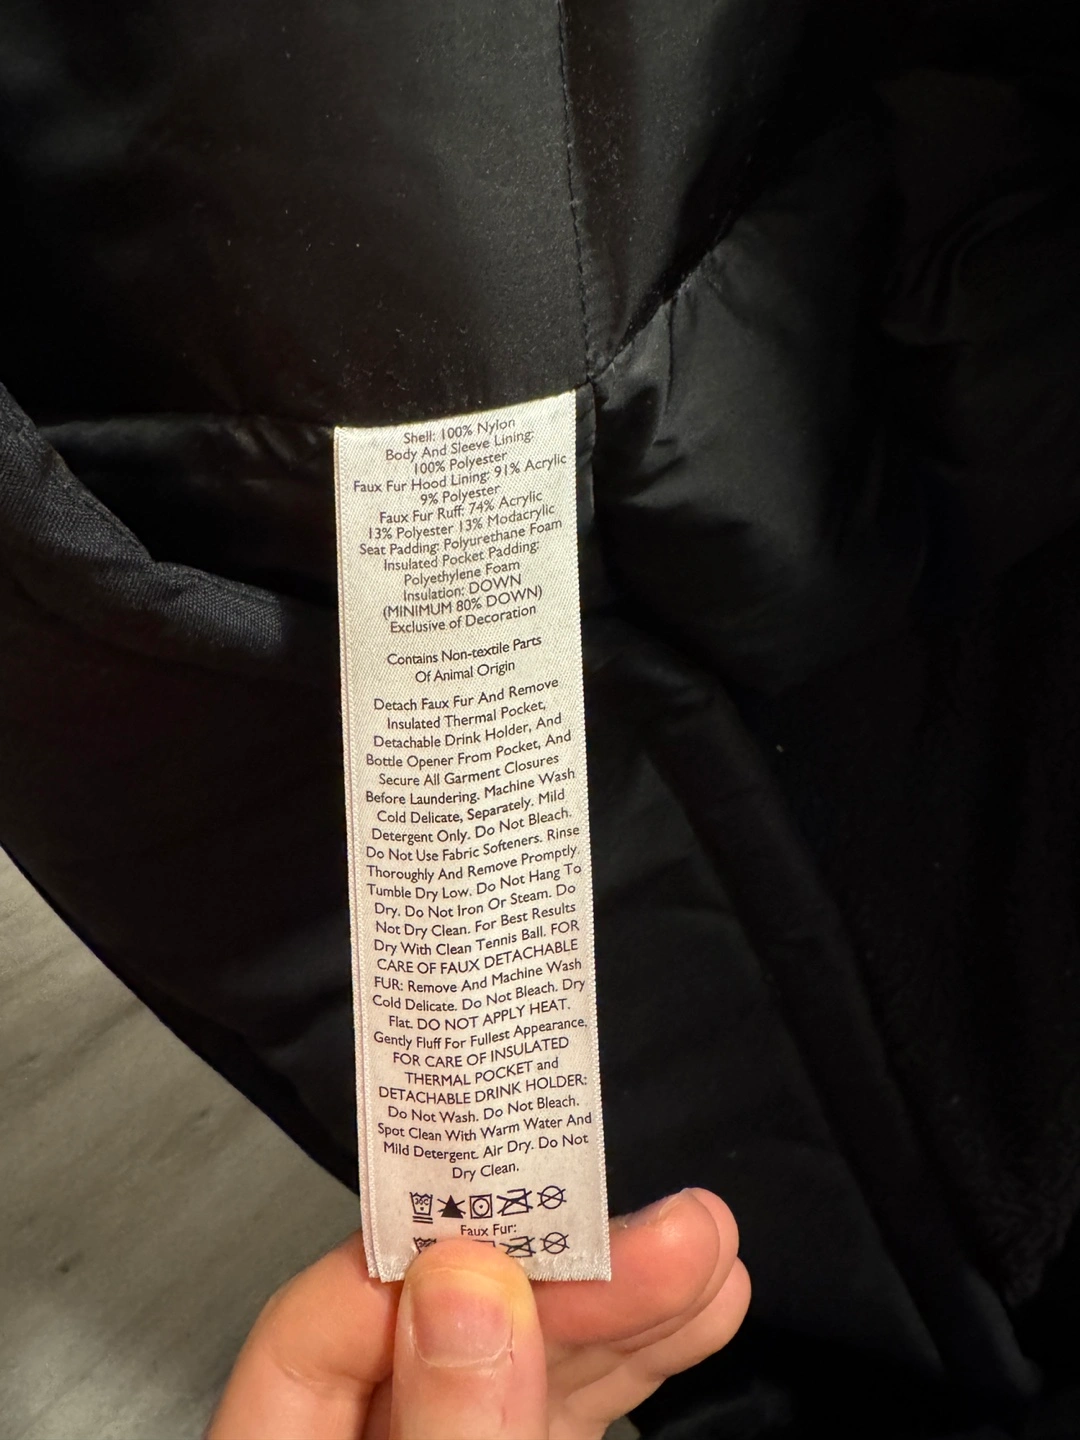 Shell: 100% Nylon
Body And Sleeve Lining:
100% Polyester
Faux Fur Hood Lining: 91% Acrylic
9% Polyester
Faux Fur Ruff: 74% Acrylic
13% Polyester 13% Modacrylic
Seat Padding: Polyurethane Foam
Insulated Pocket Padding:
Polyethylene Foam
Insulation: DOWN
(MINIMUM 80% DOWN)
Exclusive of Decoration
Contains Non-textile Parts
Of Animal Origin
Detach Faux Fur And Remove
Insulated Thermal Pocket,
Detachable Drink Holder, And
Bottle Opener From Pocket, And
Secure All Garment Closures
Before Laundering. Machine Wash
Cold Delicate, Separately. Mild
Detergent Only. Do Not Bleach.
Do Not Use Fabric Softeners. Rinse
Thoroughly And Remove Promptly.
Tumble Dry Low. Do Not Hang To
Dry. Do Not Iron Or Steam. Do
Not Dry Clean. For Best Results
Dry With Clean Tennis Ball. FOR
CARE OF FAUX DETACHABLE
FUR: Remove And Machine Wash
Cold Delicate. Do Not Bleach. Dry
Flat. DO NOT APPLY HEAT.
Gently Fluff For Fullest Appearance.
FOR CARE OF INSULATED
THERMAL POCKET and
DETACHABLE DRINK HOLDER:
Do Not Wash. Do Not Bleach.
Spot Clean With Warm Water And
Mild Detergent. Air Dry. Do Not
Dry Clean.
30C
Faux Fur: